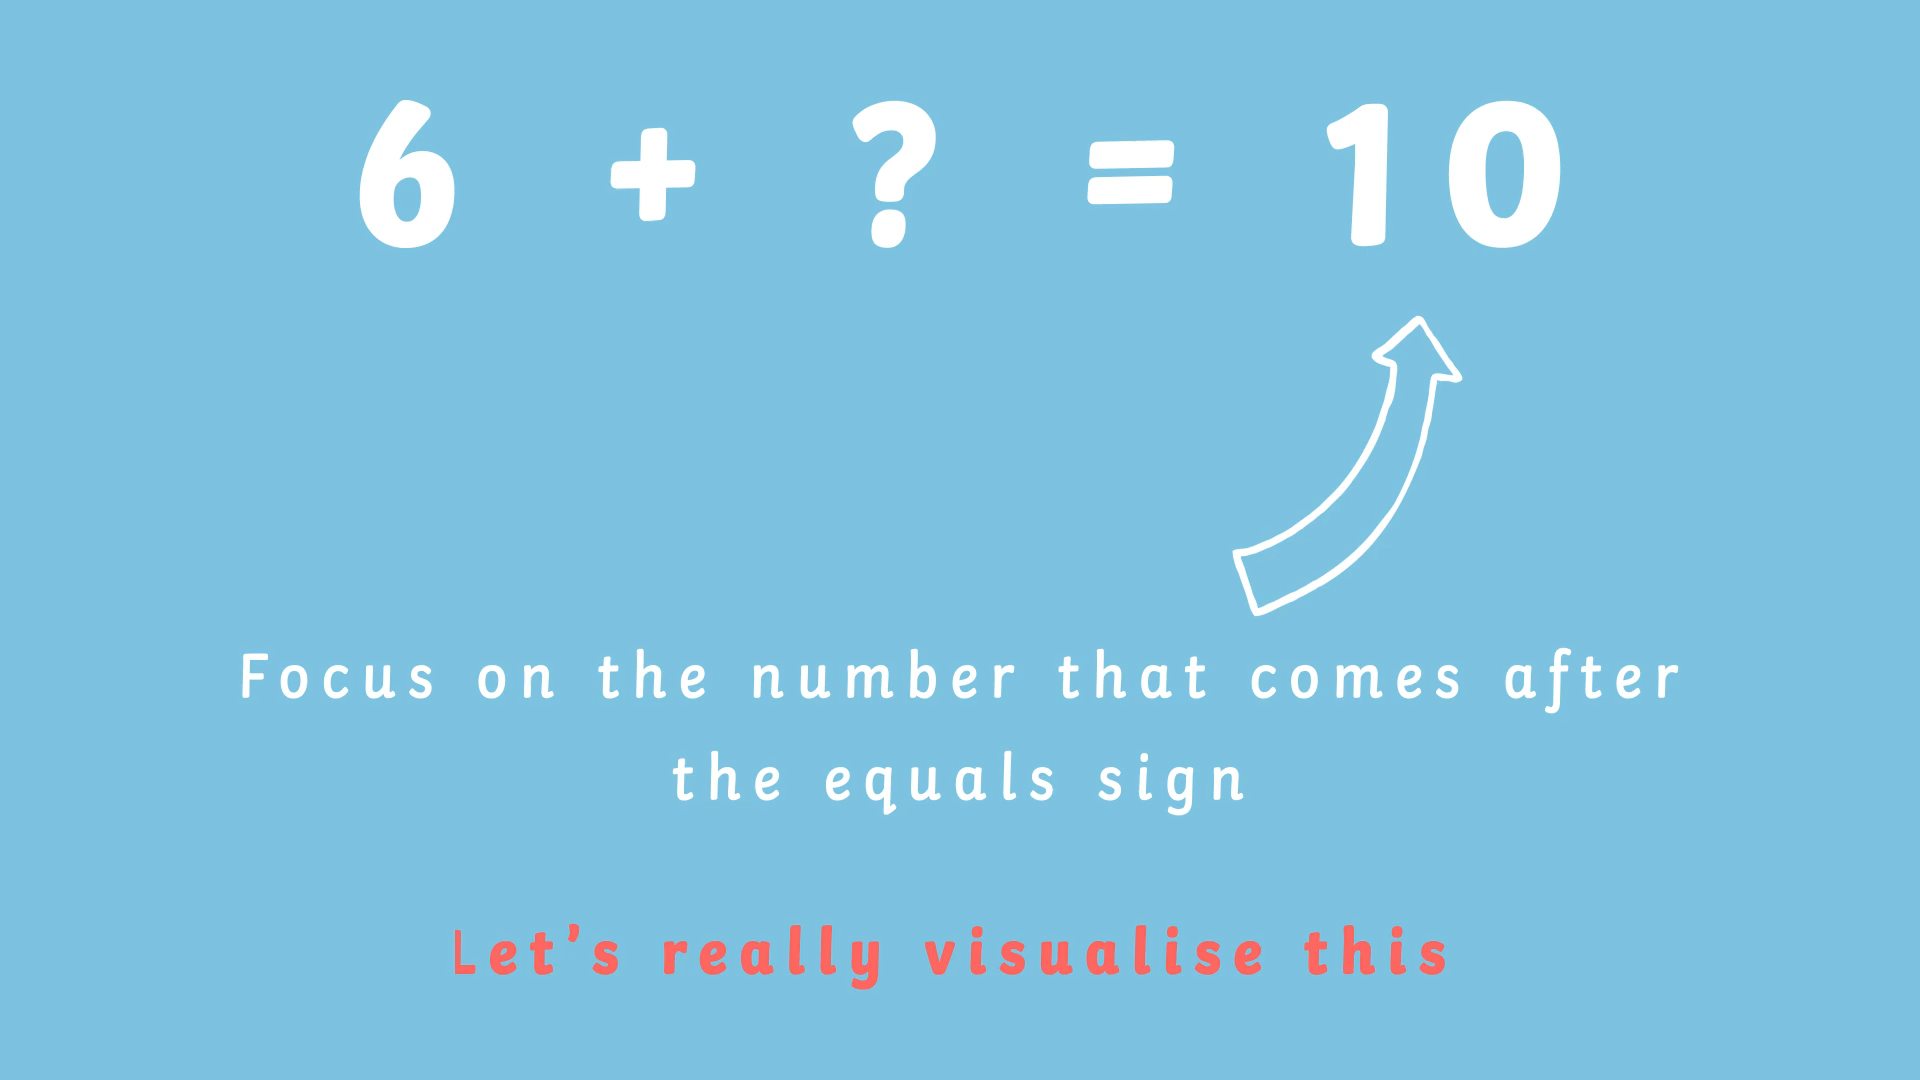 6 + ? = 10
Focus on the number that comes after
the equals sign
Let's really visualise this